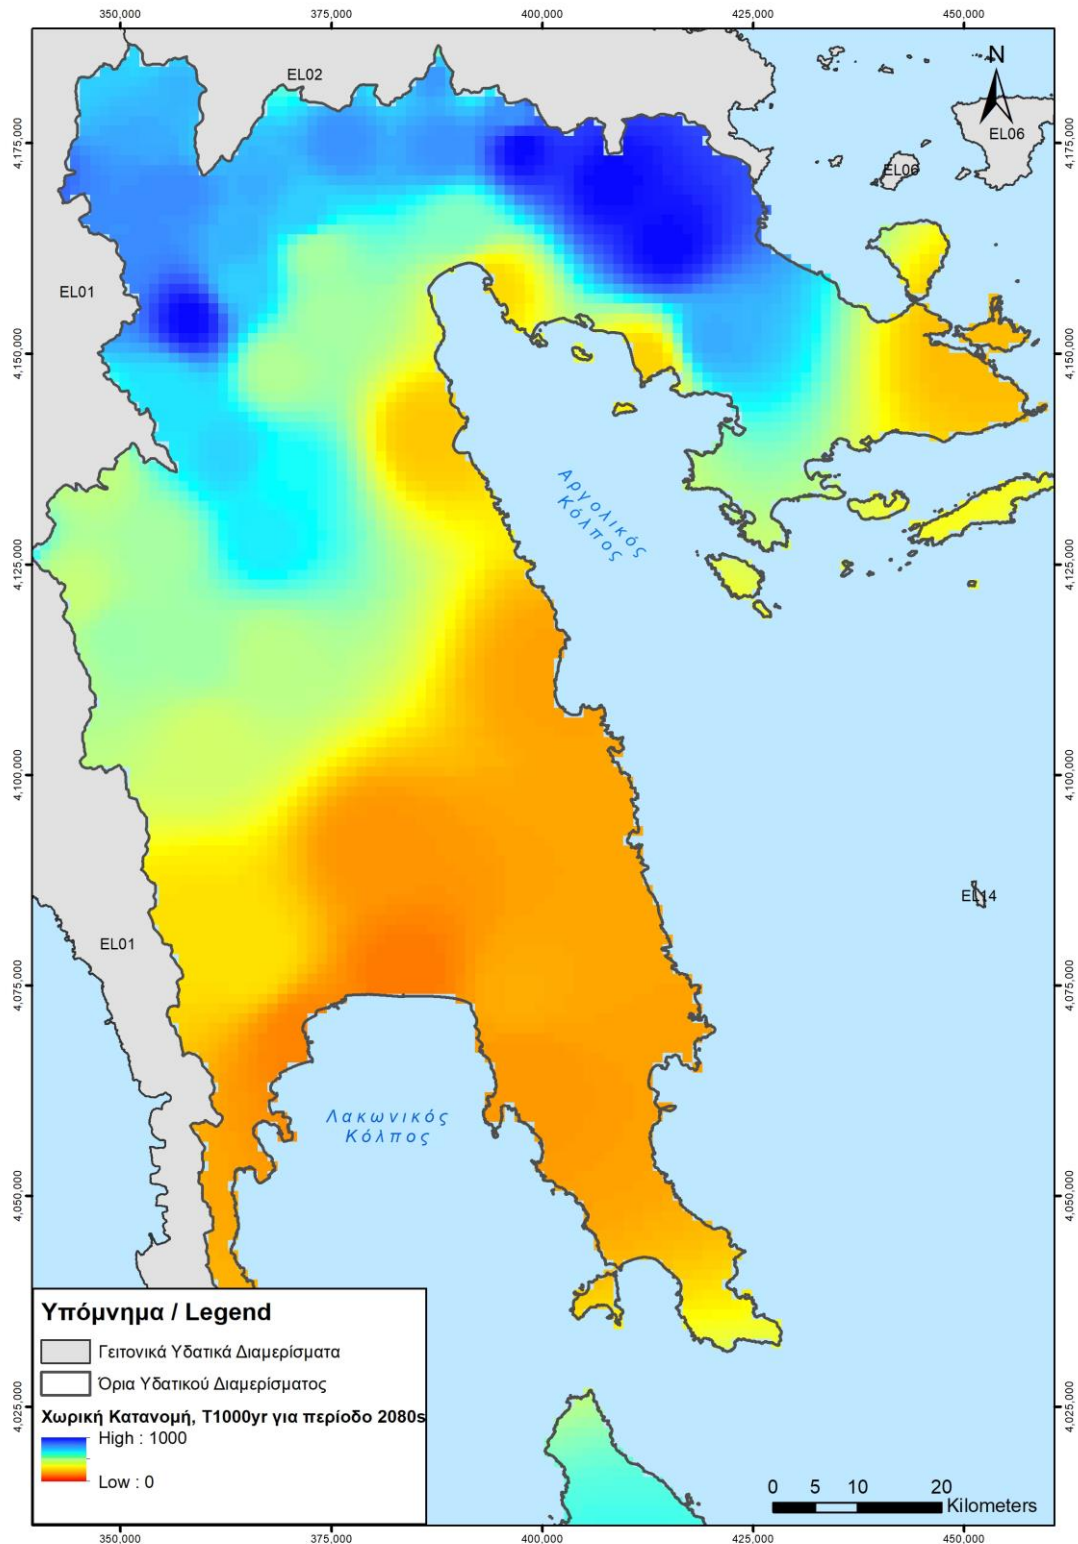 350,000 375,000 400,000 425,000 450,000
N
EL02
4,175,000
4,175,000
EL06
EL06
EL01
4,150,000
4,150,000
Αργολικός
Κόλπος
4,125,000
4,125,000
4,100,000
4,100,000
EL14
EL01
4,075,000
4,075,000
Λακωνικός
Κόλπος
4,050,000
4,050,000
Υπόμνημα / Legend
Γειτονικά Υδατικά Διαμερίσματα
Όρια Υδατικού Διαμερίσματος
Χωρική Κατανομή, T1000yr για περίοδο 2080s
High : 1000
Low : 0
4,025,000
4,025,000
0 5 10 20
Kilometers
350,000 375,000 400,000 425,000 450,000